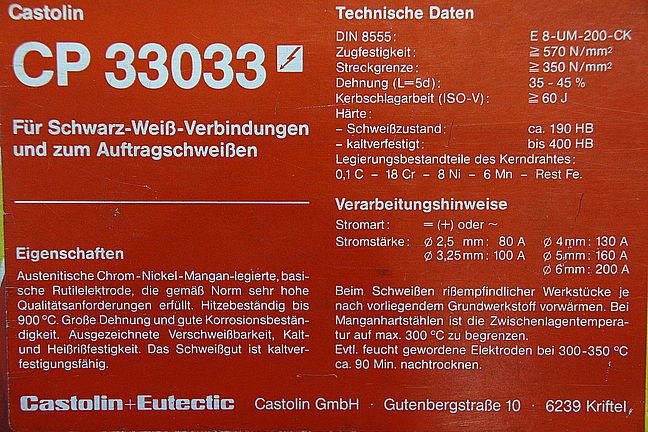 Castolin
CP 33033
Für Schwarz-Weiß-Verbindungen
und zum Auftragschweißen
Eigenschaften
Austenitische Chrom-Nickel-Mangan-legierte, basi-
sche Rutilelektrode, die gemäß Norm sehr hohe
Qualitätsanforderungen erfüllt. Hitzebeständig bis
900 °C. Große Dehnung und gute Korrosionsbestän-
digkeit. Ausgezeichnete Verschweißbarkeit, Kalt-
und Heißrißfestigkeit. Das Schweißgut ist kaltver-
festigungsfähig.
Technische Daten
DIN 8555: E 8-UM-200-CK
Zugfestigkeit: ≧ 570 N/mm²
Streckgrenze: ≧ 350 N/mm²
Dehnung (L=5d): 35 - 45 %
Kerbschlagarbeit (ISO-V): ≧ 60 J
Härte:
- Schweißzustand: ca. 190 HB
- kaltverfestigt: bis 400 HB
Legierungsbestandteile des Kerndrahtes:
0,1 C - 18 Cr - 8 Ni - 6 Mn - Rest Fe.
Verarbeitungshinweise
Stromart: = (+) oder ~
Stromstärke: ø 2,5 mm: 80 A ø 4 mm: 130 A
ø 3,25 mm: 100 A ø 5 mm: 160 A
ø 6 mm: 200 A
Beim Schweißen rißempfindlicher Werkstücke je
nach vorliegendem Grundwerkstoff vorwärmen. Bei
Manganhartstählen ist die Zwischenlagentempera-
tur auf max. 300 °C zu begrenzen.
Evtl. feucht gewordene Elektroden bei 300-350 °C
ca. 90 Min. nachtrocknen.
Castolin+Eutectic Castolin GmbH · Gutenbergstraße 10 · 6239 Kriftel